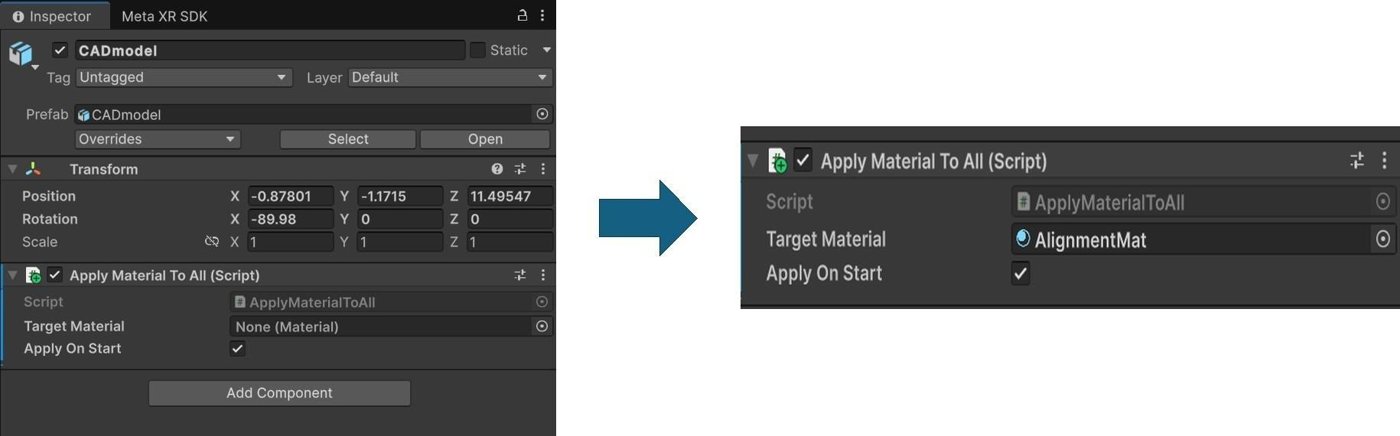 Inspector Meta XR SDK
CADmodel Static
Tag Untagged Layer Default
Prefab CADmodel
Overrides Select Open
Transform
Position X -0.87801 Y -1.1715 Z 11.49547
Rotation X -89.98 Y 0 Z 0
Scale X 1 Y 1 Z 1
Apply Material To All (Script)
Script ApplyMaterialToAll
Target Material None (Material)
Apply On Start
Add Component
Apply Material To All (Script)
Script ApplyMaterialToAll
Target Material AlignmentMat
Apply On Start